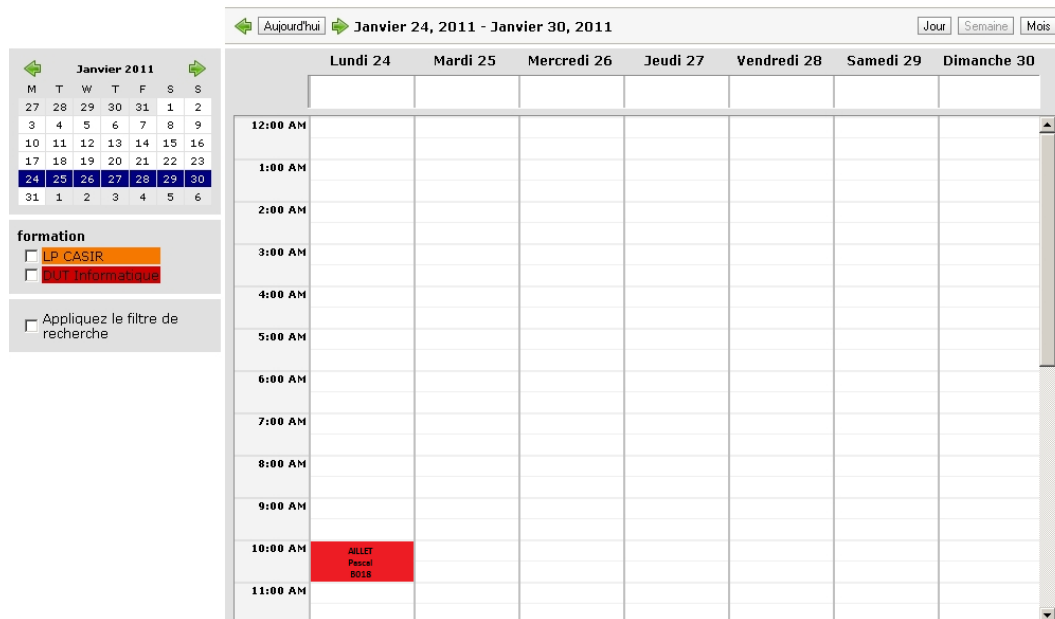 Aujourd'hui Janvier 24, 2011 - Janvier 30, 2011 Jour Semaine Mois
Janvier 2011
M T W T F S S
27 28 29 30 31 1 2
3 4 5 6 7 8 9
10 11 12 13 14 15 16
17 18 19 20 21 22 23
24 25 26 27 28 29 30
31 1 2 3 4 5 6
formation
LP CASIR
DUT Informatique
Appliquez le filtre de
recherche
Lundi 24 Mardi 25 Mercredi 26 Jeudi 27 Vendredi 28 Samedi 29 Dimanche 30
12:00 AM
1:00 AM
2:00 AM
3:00 AM
4:00 AM
5:00 AM
6:00 AM
7:00 AM
8:00 AM
9:00 AM
10:00 AM
AILLET
Pascal
B018
11:00 AM